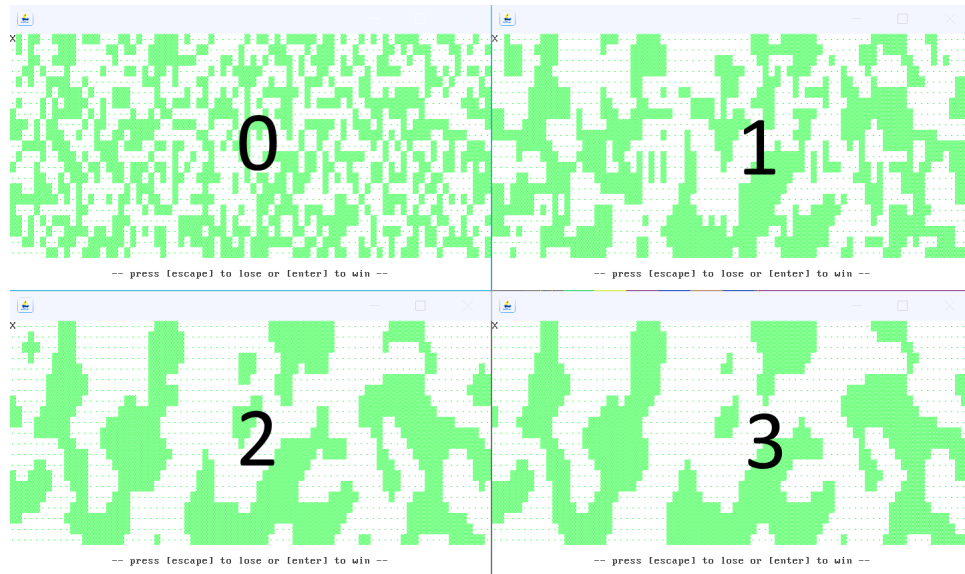 X
X
0
1
-- press [escape] to lose or [enter] to win --
-- press [escape] to lose or [enter] to win --
X
X
2
3
-- press [escape] to lose or [enter] to win --
-- press [escape] to lose or [enter] to win --